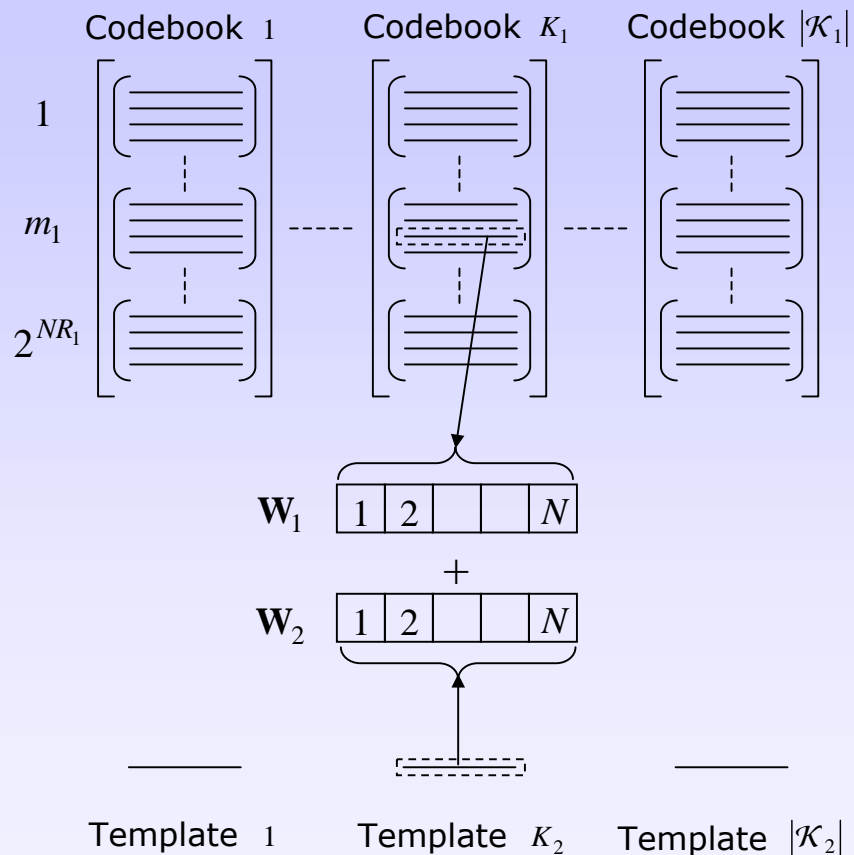 Codebook 1 Codebook K₁ Codebook |𝒦₁|
1
m₁
2^{NR₁}
W₁ 1 2 N
+
W₂ 1 2 N
Template 1 Template K₂ Template |𝒦₂|